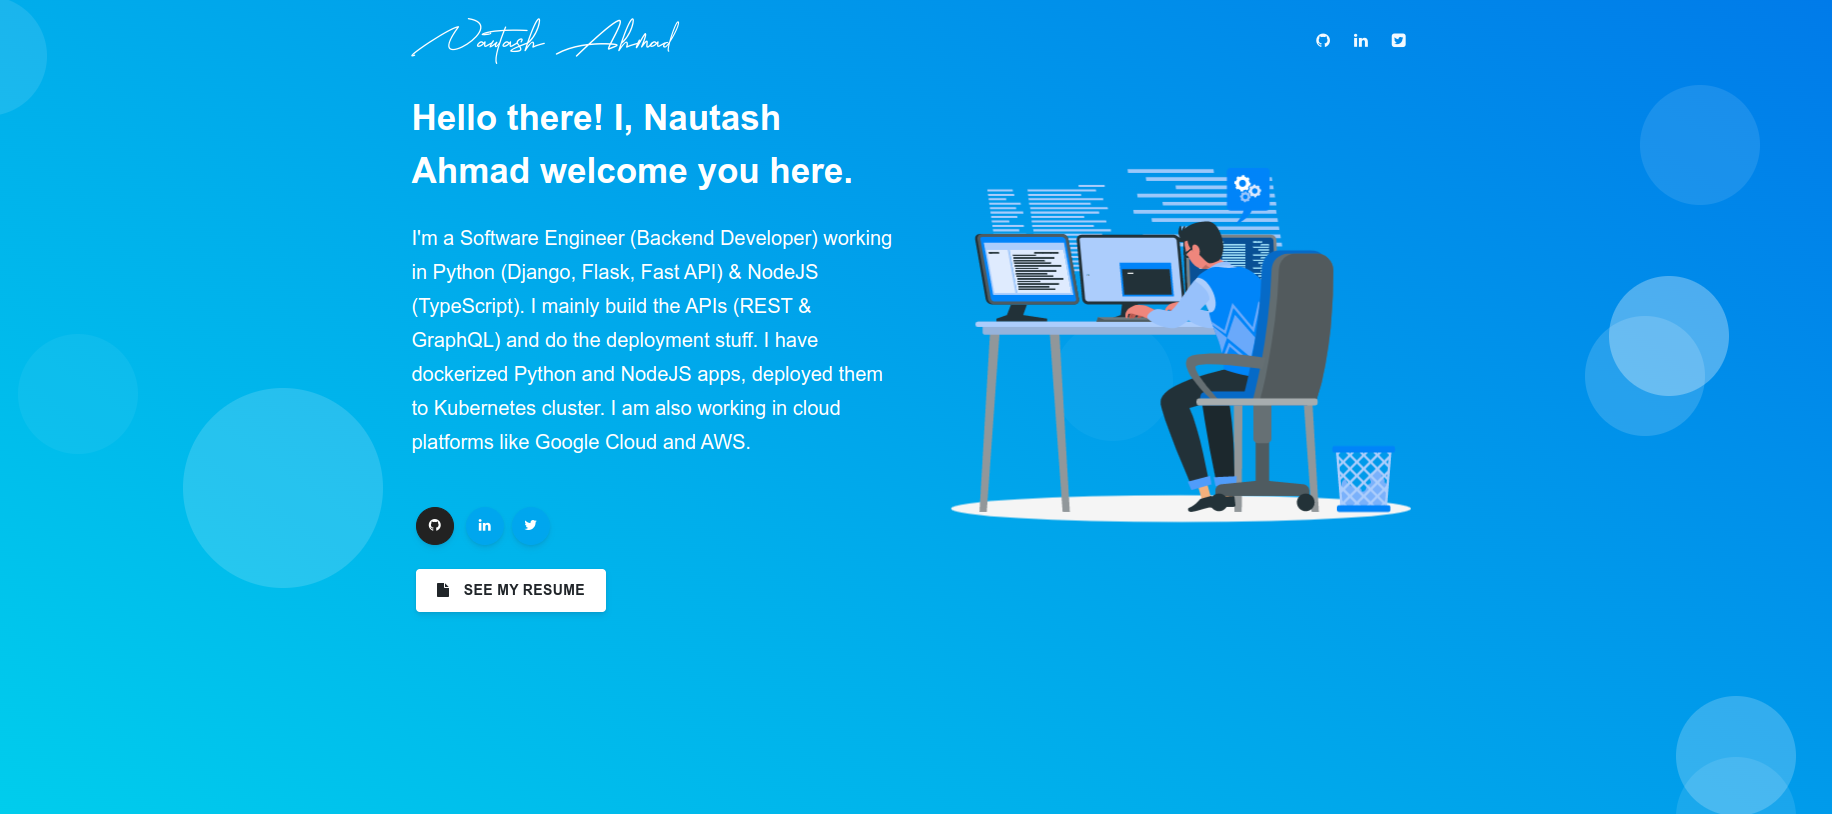 Nautash Ahmad
Hello there! I, Nautash
Ahmad welcome you here.
I'm a Software Engineer (Backend Developer) working
in Python (Django, Flask, Fast API) & NodeJS
(TypeScript). I mainly build the APIs (REST &
GraphQL) and do the deployment stuff. I have
dockerized Python and NodeJS apps, deployed them
to Kubernetes cluster. I am also working in cloud
platforms like Google Cloud and AWS.
SEE MY RESUME